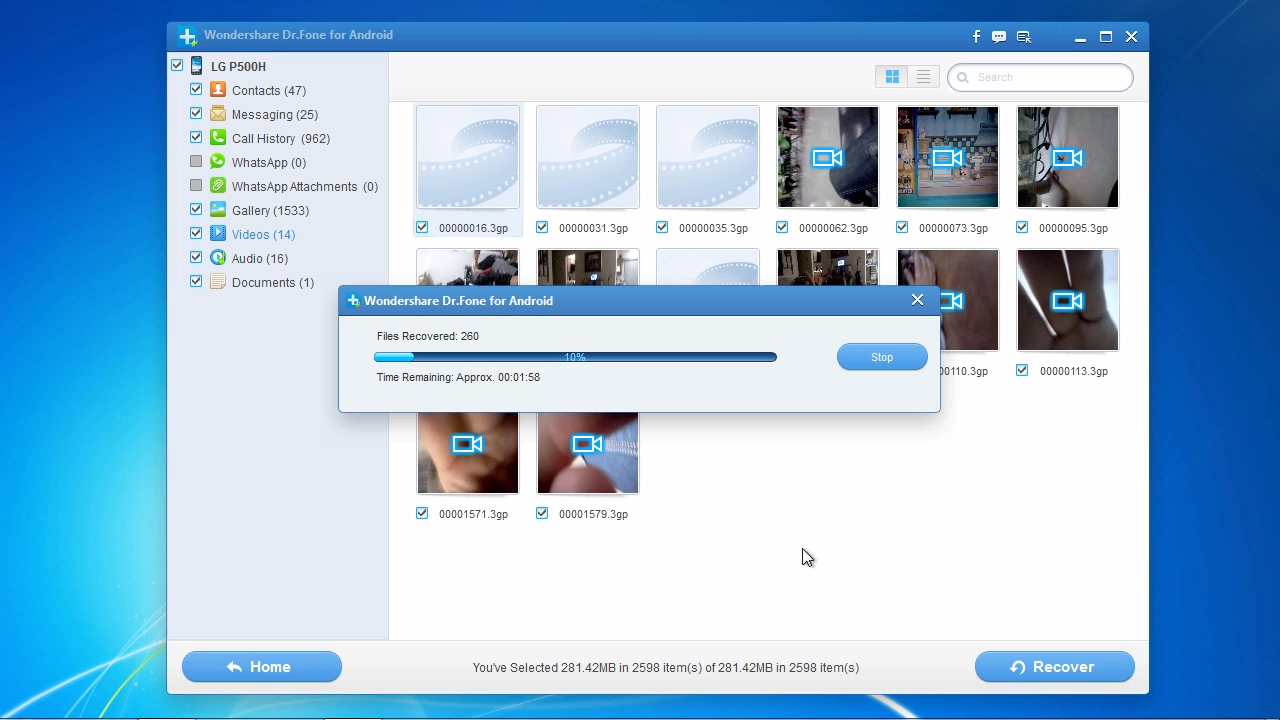 Wondershare Dr.Fone for Android
LG P500H
Contacts (47)
Messaging (25)
Call History (962)
WhatsApp (0)
WhatsApp Attachments (0)
Gallery (1533)
Videos (14)
Audio (16)
Documents (1)
Search
00000016.3gp
00000031.3gp
00000035.3gp
00000062.3gp
00000073.3gp
00000095.3gp
Wondershare Dr.Fone for Android
Files Recovered: 260
10%
Time Remaining: Approx. 00:01:58
Stop
0110.3gp
00000113.3gp
00001571.3gp
00001579.3gp
Home
You've Selected 281.42MB in 2598 item(s) of 281.42MB in 2598 item(s)
Recover